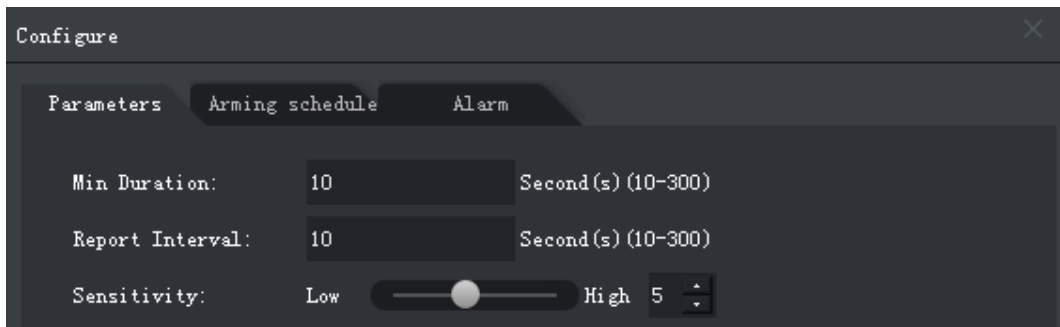 Configure
Parameters Arming schedule Alarm
Min Duration: 10 Second(s)(10-300)
Report Interval: 10 Second(s)(10-300)
Sensitivity: Low High 5